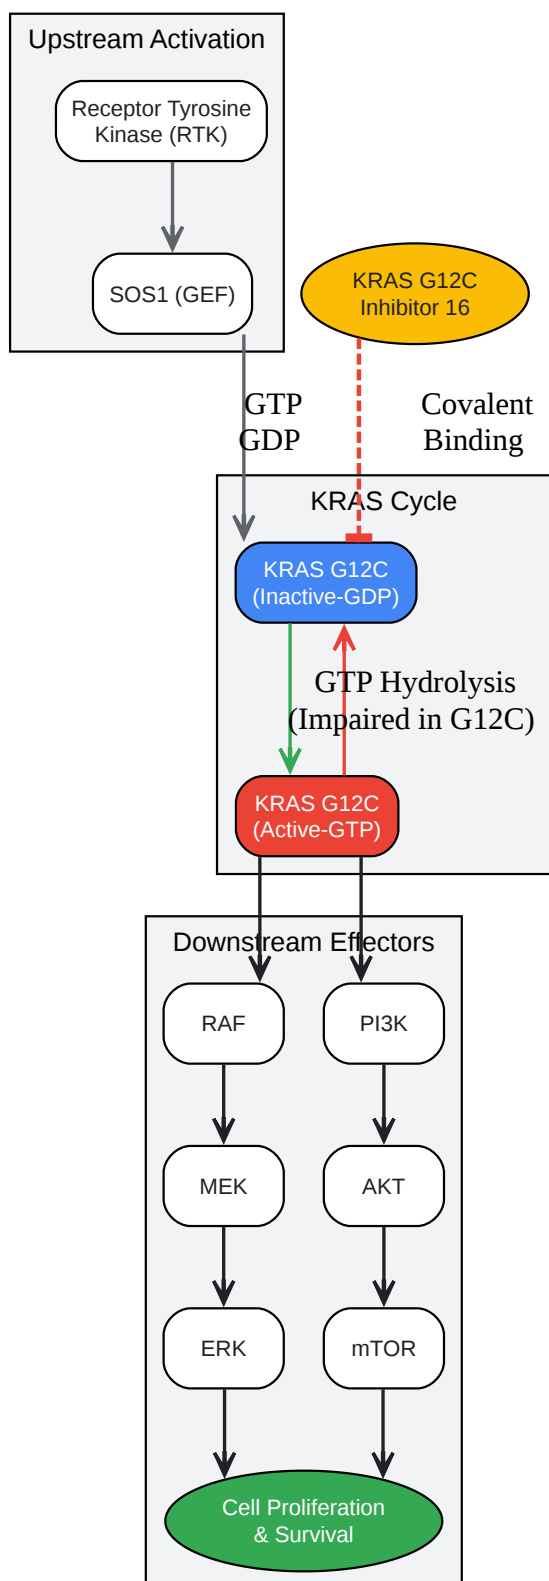 Upstream Activation
Receptor Tyrosine
Kinase (RTK)
SOS1 (GEF)
KRAS G12C
Inhibitor 16
GTP
GDP
Covalent
Binding
KRAS Cycle
KRAS G12C
(Inactive-GDP)
GTP Hydrolysis
(Impaired in G12C)
KRAS G12C
(Active-GTP)
Downstream Effectors
RAF
PI3K
MEK
AKT
ERK
mTOR
Cell Proliferation
& Survival